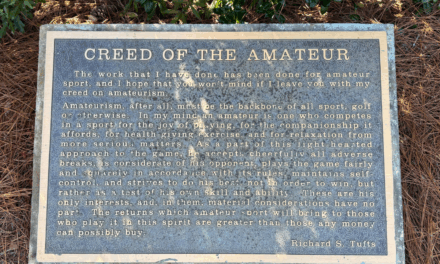 CREED OF THE AMATEUR
The work that I have done has been done for amateur
sport, and I hope that you won't mind if I leave you with my
creed on amateurism.
Amateurism, after all, must be the backbone of all sport, golf
or otherwise. In my mind an amateur is one who competes
in a sport for the joy of playing, for the companionship it
affords, for health-giving exercise, and for relaxation from
more serious matters. As a part of this light hearted
approach to the game, he accepts cheerfully all adverse
breaks, is considerate of his opponent, plays the game fairly
and squarely in accordance with its rules, maintains self
control, and strives to do his best, not in order to win, but
rather as a test of his own skill and ability. These are his
only interests, and, in them, material considerations have no
part. The returns which amateur sport will bring to those
who play it in this spirit are greater than those any money
can possibly buy.
Richard S. Tufts